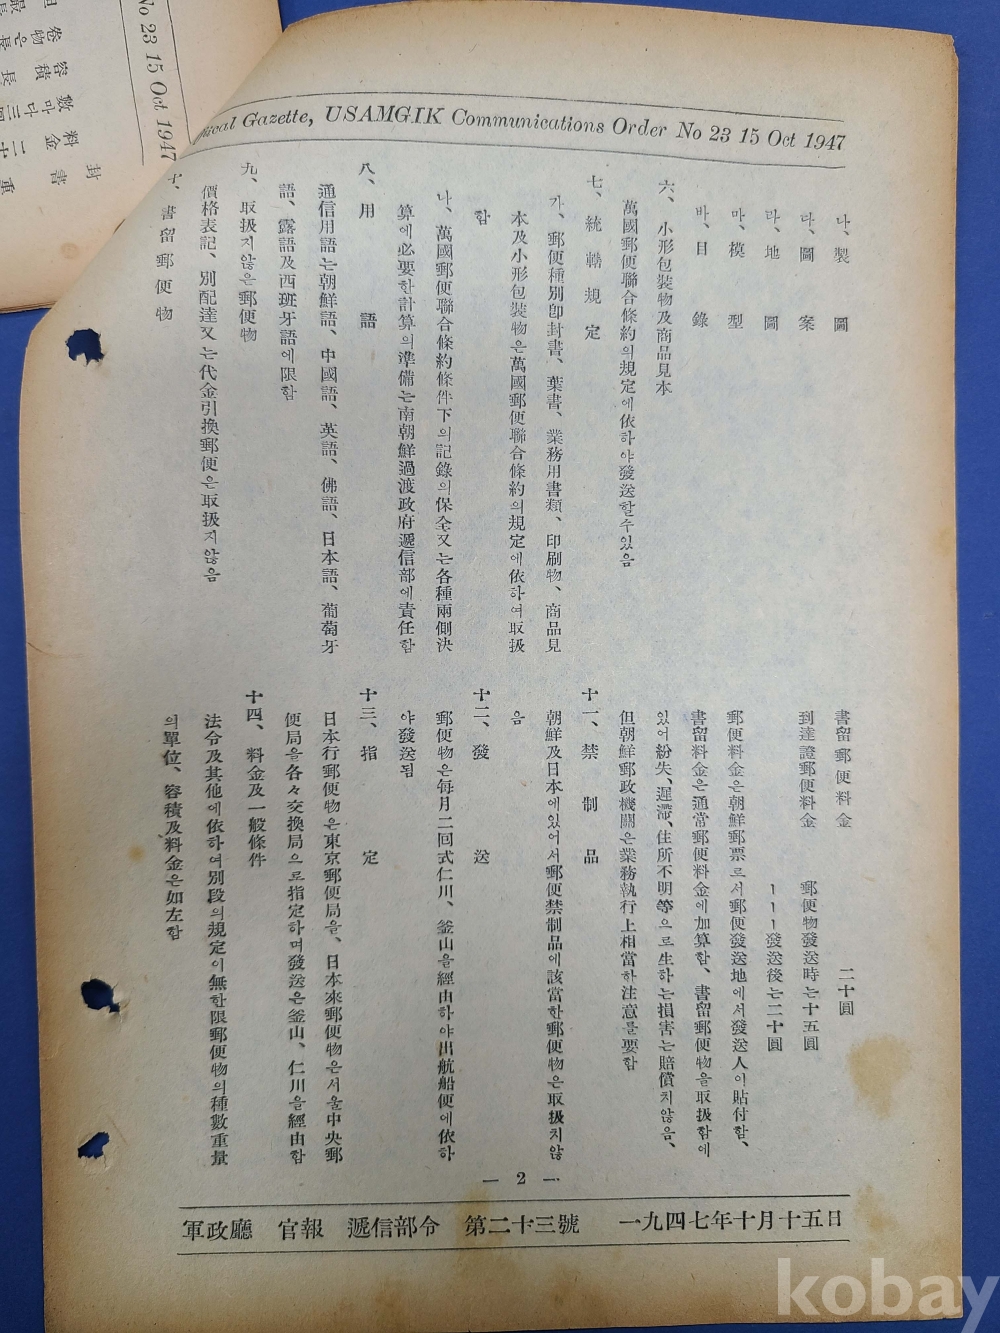 Gazette, USAMGIK Communications Order No 23 15 Oct 1947
나、製圖
다、圖案
라、地圖
마、模型
바、目錄
六、小形包裝物及商品見本
萬國郵便聯合條約의規定에依하야發送할수있음
七、統轄規定
가、郵便種別卽封書、葉書、業務用書類、印刷物、商品見
本及小形包裝物은萬國郵便聯合條約의規定에依하여取扱
함
나、萬國郵便聯合條約條件下의記錄의保全又는各種兩側決
算에必要한計算의準備는南朝鮮過渡政府遞信部에責任함
八、用語
通信用語는朝鮮語、中國語、英語、佛語、日本語、葡萄牙
語、露語及西班牙語에限함
九、取扱지않은郵便物
價格表記、別配達又는代金引換郵便은取扱지않음
十、書留郵便物
書留郵便料金 二十圓
到達證郵便料金 郵便物發送時는十五圓
〃 發送後는二十圓
郵便料金은朝鮮郵票로서郵便發送地에서發送人이貼付함、
書留料金은通常郵便料金에加算함、書留郵便物을取扱함에
있어紛失、遲滯、住所不明等으로生하는損害는賠償지않음、
但朝鮮郵政機關은業務執行上相當한注意를要함
十一、禁制品
朝鮮及日本에있어서郵便禁制品에該當한郵便物은取扱지않
음
十二、發送
郵便物은每月二回式仁川、釜山을經由하야出航船便에依하
야發送됨
十三、指定
日本行郵便物은東京郵便局을、日本來郵便物은서울中央郵
便局을各々交換局으로指定하며發送은釜山、仁川을經由함
十四、料金及一般條件
法令及其他에依하여別段의規定이無한限郵便物의種數重量
의單位、容積及料金은如左함
— 2 —
軍政廳 官報 遞信部令 第二十三號 一九四七年十月十五日
No 23 15 Oct 1947
kobay